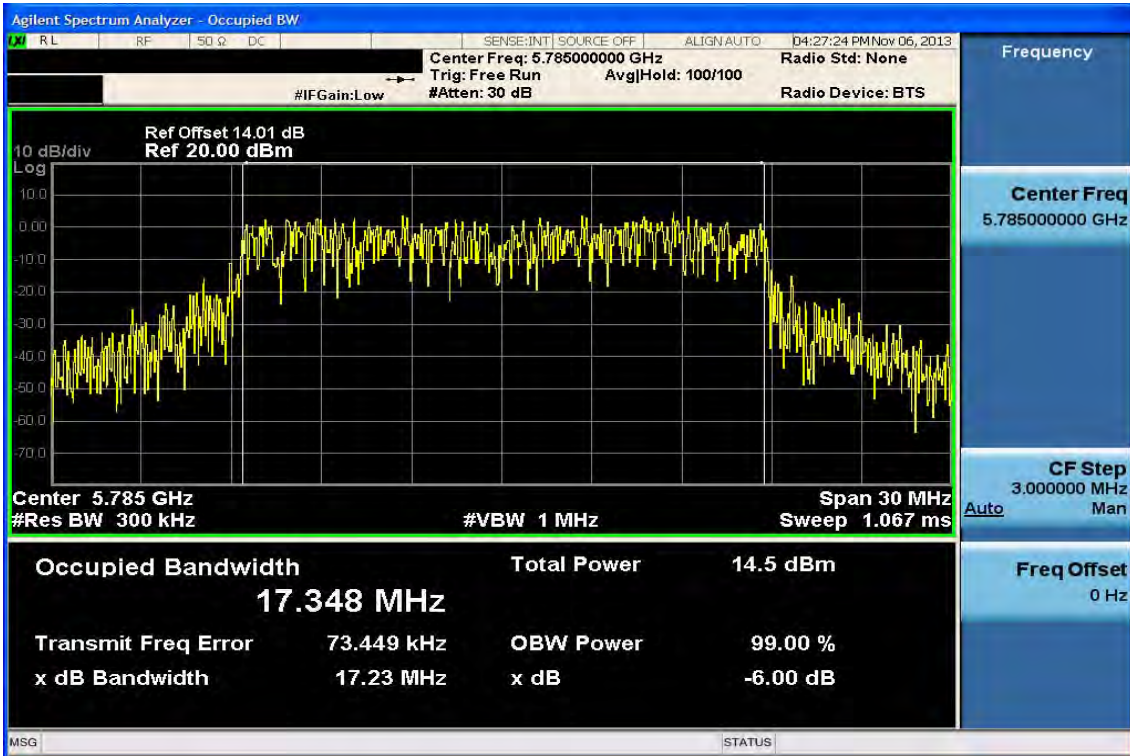 Agilent Spectrum Analyzer - Occupied BW
LXI RL RF 50 Ω DC SENSE:INT SOURCE OFF ALIGN AUTO 04:27:24 PM Nov 06, 2013
Center Freq: 5.785000000 GHz Radio Std: None
Trig: Free Run Avg|Hold: 100/100
#IFGain:Low #Atten: 30 dB Radio Device: BTS
Ref Offset 14.01 dB
10 dB/div Ref 20.00 dBm
Log
10.0
0.00
-10.0
-20.0
-30.0
-40.0
-50.0
-60.0
-70.0
Center 5.785 GHz Span 30 MHz
#Res BW 300 kHz #VBW 1 MHz Sweep 1.067 ms
Occupied Bandwidth Total Power 14.5 dBm
17.348 MHz
Transmit Freq Error 73.449 kHz OBW Power 99.00 %
x dB Bandwidth 17.23 MHz x dB -6.00 dB
Frequency
Center Freq
5.785000000 GHz
CF Step
3.000000 MHz
Auto Man
Freq Offset
0 Hz
MSG STATUS